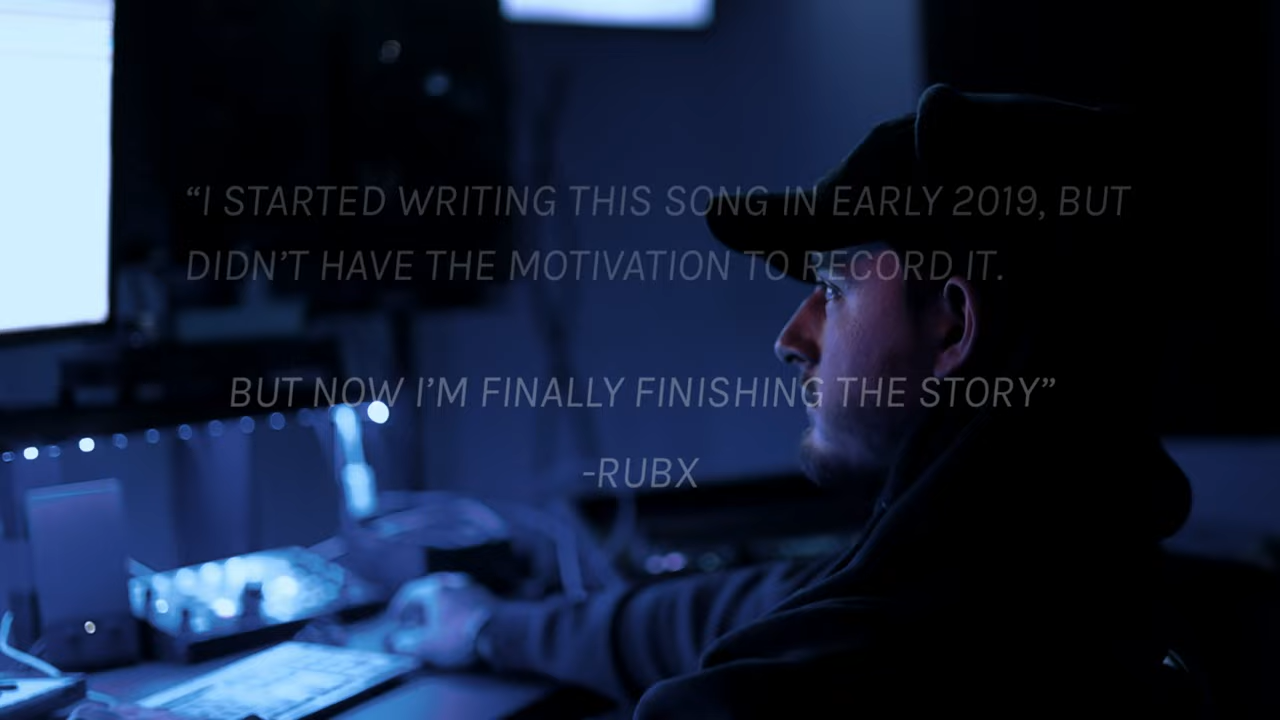 “I STARTED WRITING THIS SONG IN EARLY 2019, BUT
DIDN’T HAVE THE MOTIVATION TO RECORD IT.
BUT NOW I’M FINALLY FINISHING THE STORY”
-RUBX